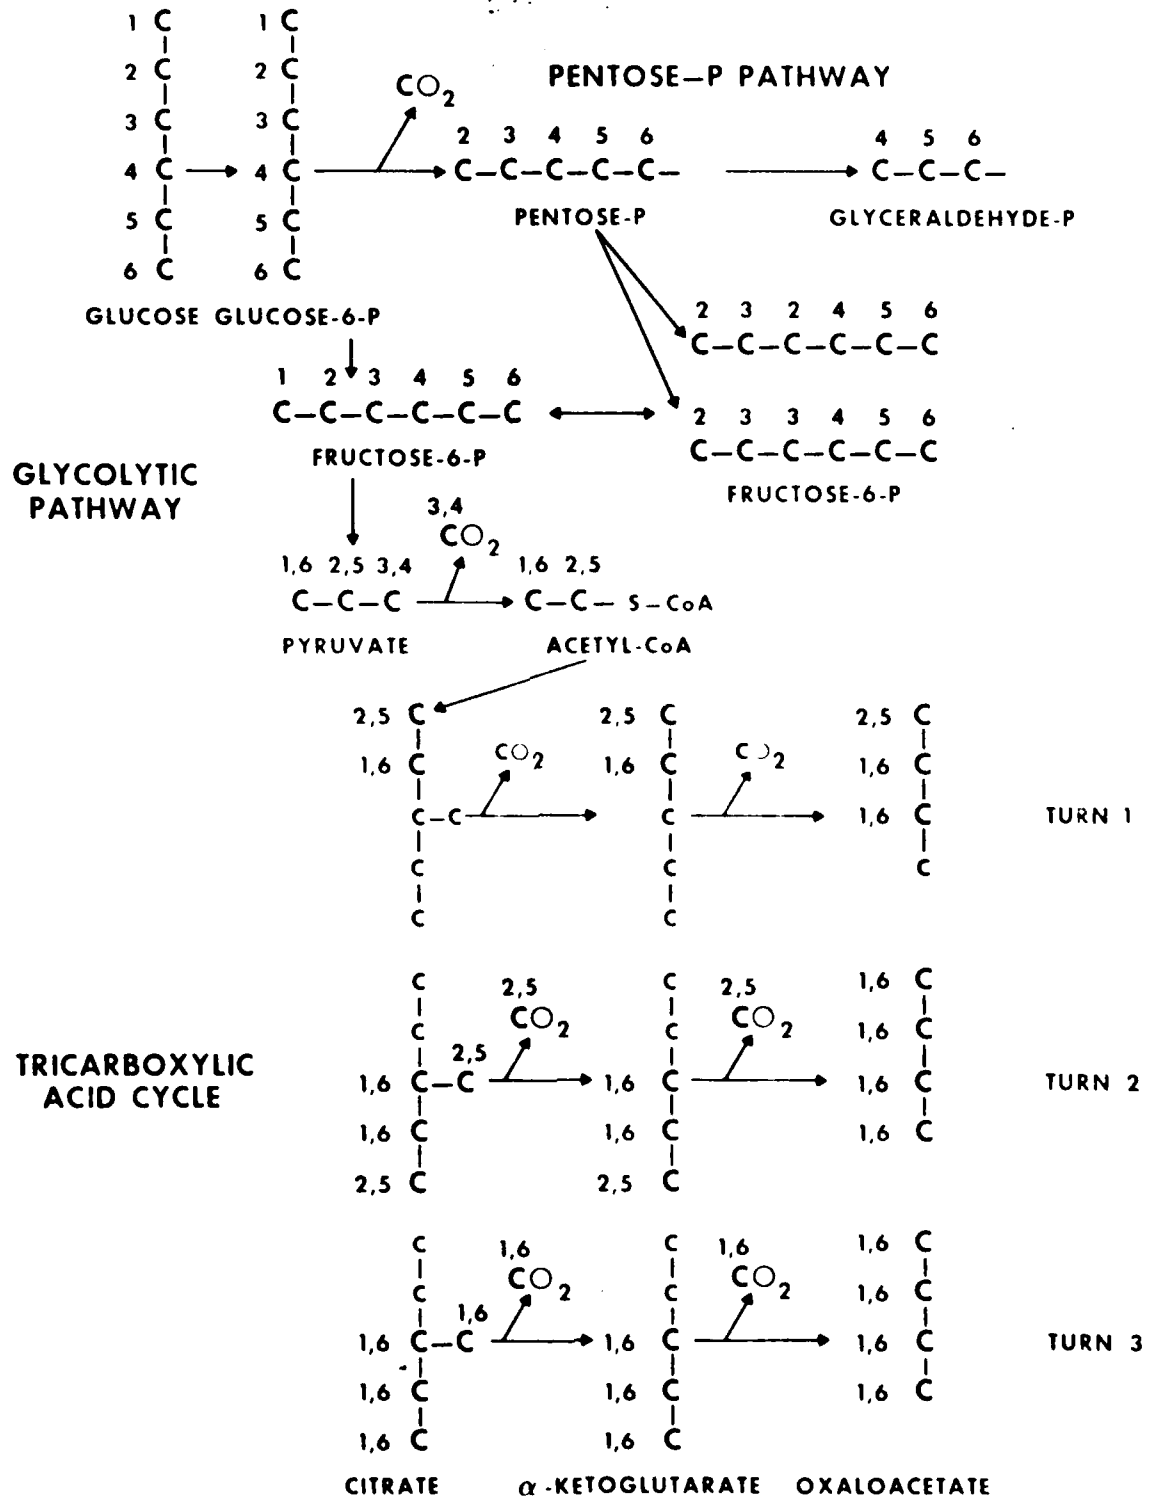 1 C 1 C
2 C 2 C
CO2 PENTOSE–P PATHWAY
3 C 3 C
2 3 4 5 6 4 5 6
4 C 4 C C–C–C–C–C– C–C–C–
5 C 5 C PENTOSE-P GLYCERALDEHYDE-P
6 C 6 C
GLUCOSE GLUCOSE-6-P
2 3 2 4 5 6
C–C–C–C–C–C
1 2 3 4 5 6
C–C–C–C–C–C
2 3 3 4 5 6
C–C–C–C–C–C
FRUCTOSE-6-P
FRUCTOSE-6-P
GLYCOLYTIC
PATHWAY
3,4
CO2
1,6 2,5 3,4 1,6 2,5
C–C–C C–C– S–CoA
PYRUVATE ACETYL-CoA
2,5 C 2,5 C 2,5 C
CO2 CO2
1,6 C 1,6 C 1,6 C
C–C C 1,6 C TURN 1
C C C
C C
C C 1,6 C
2,5 2,5
CO2 CO2
C C 1,6 C
TRICARBOXYLIC
ACID CYCLE
2,5
1,6 C–C 1,6 C 1,6 C TURN 2
1,6 C 1,6 C 1,6 C
2,5 C 2,5 C
C C 1,6 C
1,6 1,6
CO2 CO2
C C 1,6 C
1,6
1,6 C–C 1,6 C 1,6 C TURN 3
1,6 C 1,6 C 1,6 C
1,6 C 1,6 C
CITRATE α-KETOGLUTARATE OXALOACETATE